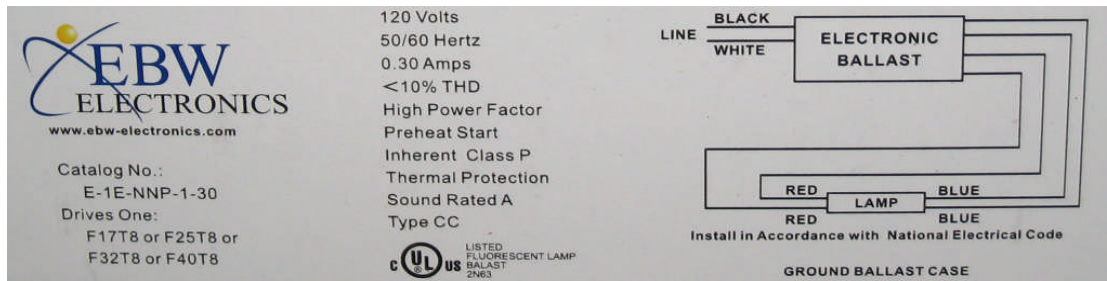 EBW
ELECTRONICS
www.ebw-electronics.com
Catalog No.:
E-1E-NNP-1-30
Drives One:
F17T8 or F25T8 or
F32T8 or F40T8
120 Volts
50/60 Hertz
0.30 Amps
<10% THD
High Power Factor
Preheat Start
Inherent Class P
Thermal Protection
Sound Rated A
Type CC
C UL US
LISTED
FLUORESCENT LAMP
BALAST
2N63
BLACK
LINE
WHITE
ELECTRONIC
BALLAST
RED BLUE
LAMP
RED BLUE
Install in Accordance with National Electrical Code
GROUND BALLAST CASE